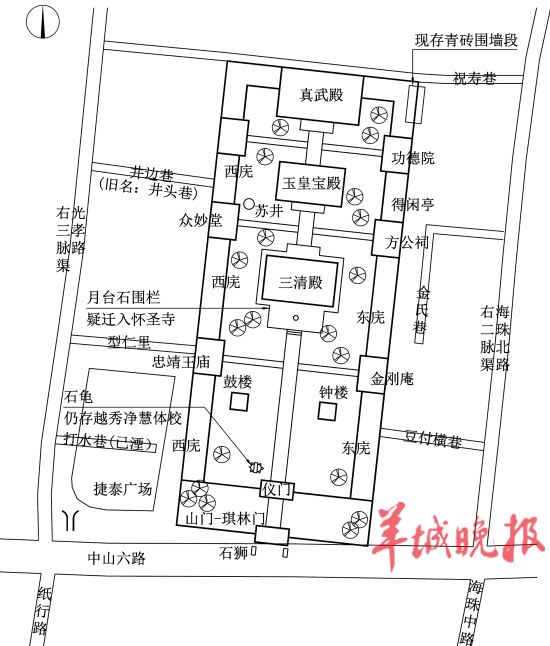 现存青砖围墙段
真武殿
祝寿巷
功德院
井边巷
(旧名：井头巷)
西庑
玉皇宝殿
得闲亭
苏井
众妙堂
方公祠
光孝路
右三脉渠
西庑
三清殿
月台石围栏
疑迁入怀圣寺
东庑
金氏巷
海珠北路
右二脉渠
型仁里
忠靖王庙
鼓楼
钟楼
金刚庵
石龟
仍存越秀净慧体校
打水巷(已湮)
西庑
东庑
豆付横巷
捷泰广场
仪门
山门-琪林门
石狮
中山六路
纸行路
海珠中路
羊城晚报